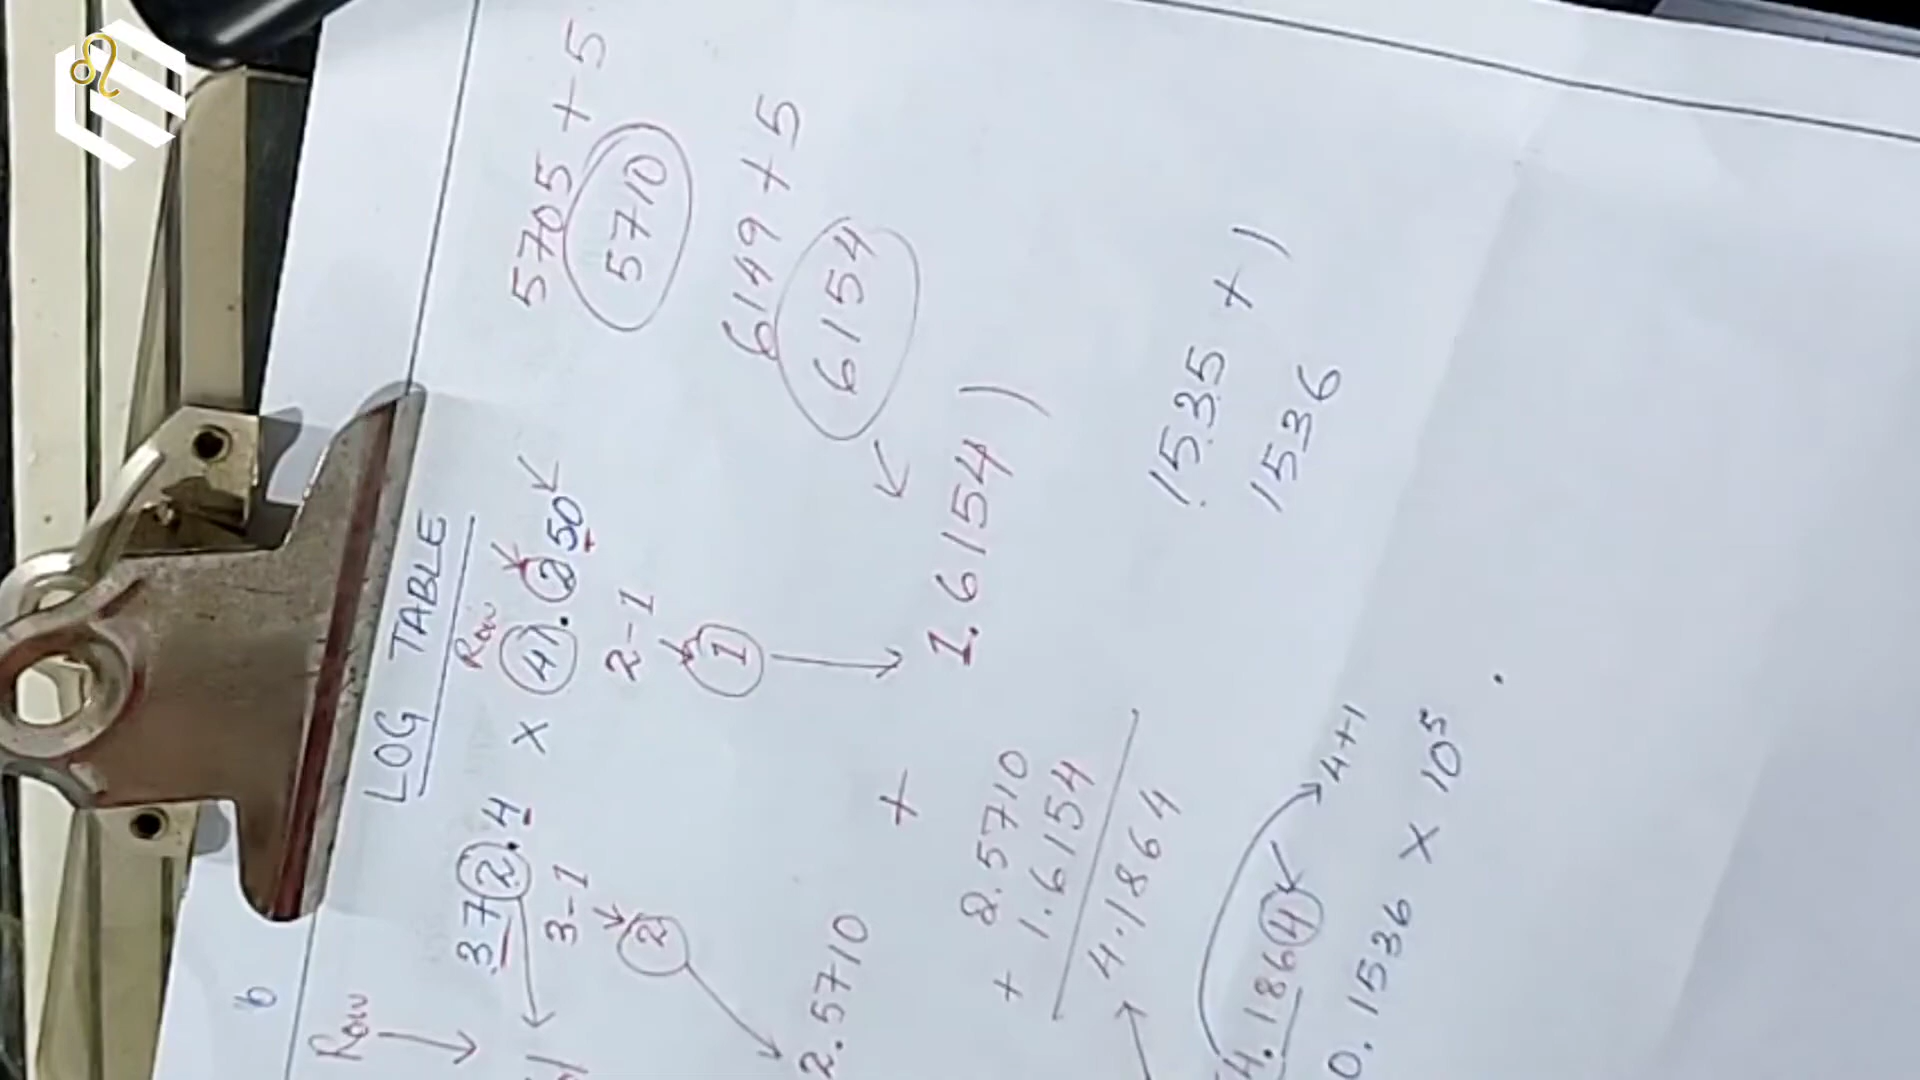 LOG TABLE
b
Row
Row
372.4 × 41.250
3-1
2-1
2
1
5705 + 5
5710
6149 + 5
6154
2.5710 + 1.6154)
2.5710
+ 1.6154
4.1864
1535 + 1
1536
4.1864
4+1
0.1536 × 10⁵